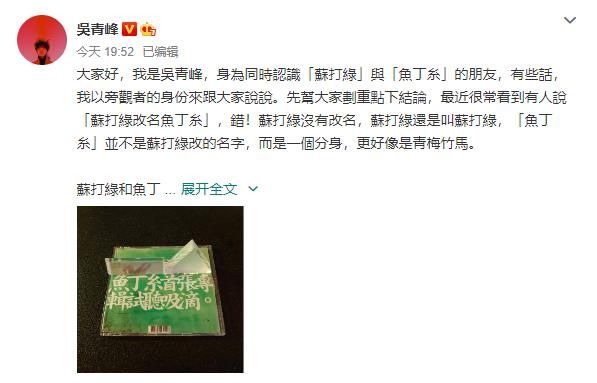 吳青峰
今天 19:52 已编辑
大家好，我是吳青峰，身為同時認識「蘇打綠」與「魚丁糸」的朋友，有些話，
我以旁觀者的身份來跟大家說說。先幫大家劃重點下結論，最近很常看到有人說
「蘇打綠改名魚丁糸」，錯！蘇打綠沒有改名，蘇打綠還是叫蘇打綠，「魚丁
糸」並不是蘇打綠改的名字，而是一個分身，更好像是青梅竹馬。
蘇打綠和魚丁 ... 展开全文
魚丁糸首張專
輯試聽吸滴。